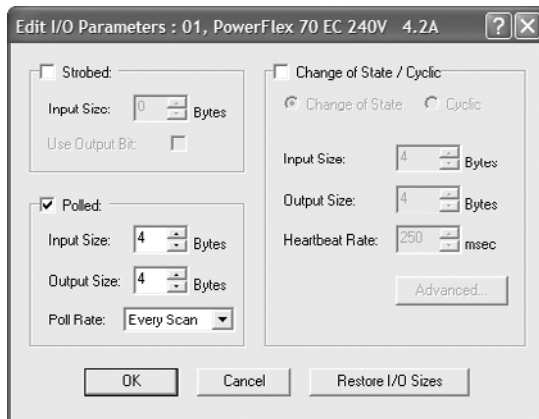 Edit I/O Parameters : 01, PowerFlex 70 EC 240V 4.2A
Strobed:
Input Size: 0 Bytes
Use Output Bit:
Polled:
Input Size: 4 Bytes
Output Size: 4 Bytes
Poll Rate: Every Scan
Change of State / Cyclic
Change of State Cyclic
Input Size: 4 Bytes
Output Size: 4 Bytes
Heartbeat Rate: 250 msec
Advanced...
OK Cancel Restore I/O Sizes